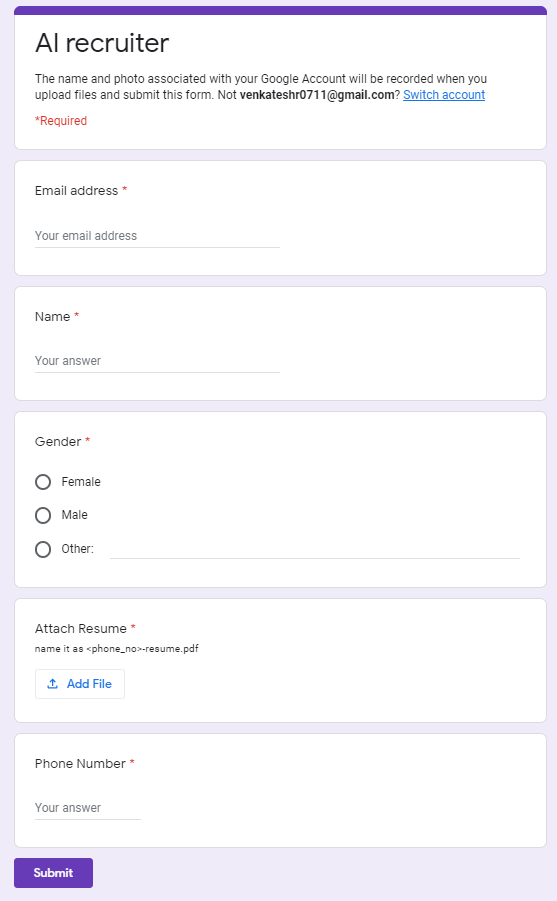 AI recruiter
The name and photo associated with your Google Account will be recorded when you
upload files and submit this form. Not venkateshr0711@gmail.com? Switch account
*Required
Email address *
Your email address
Name *
Your answer
Gender *
Female
Male
Other:
Attach Resume *
name it as <phone_no>-resume.pdf
Add File
Phone Number *
Your answer
Submit